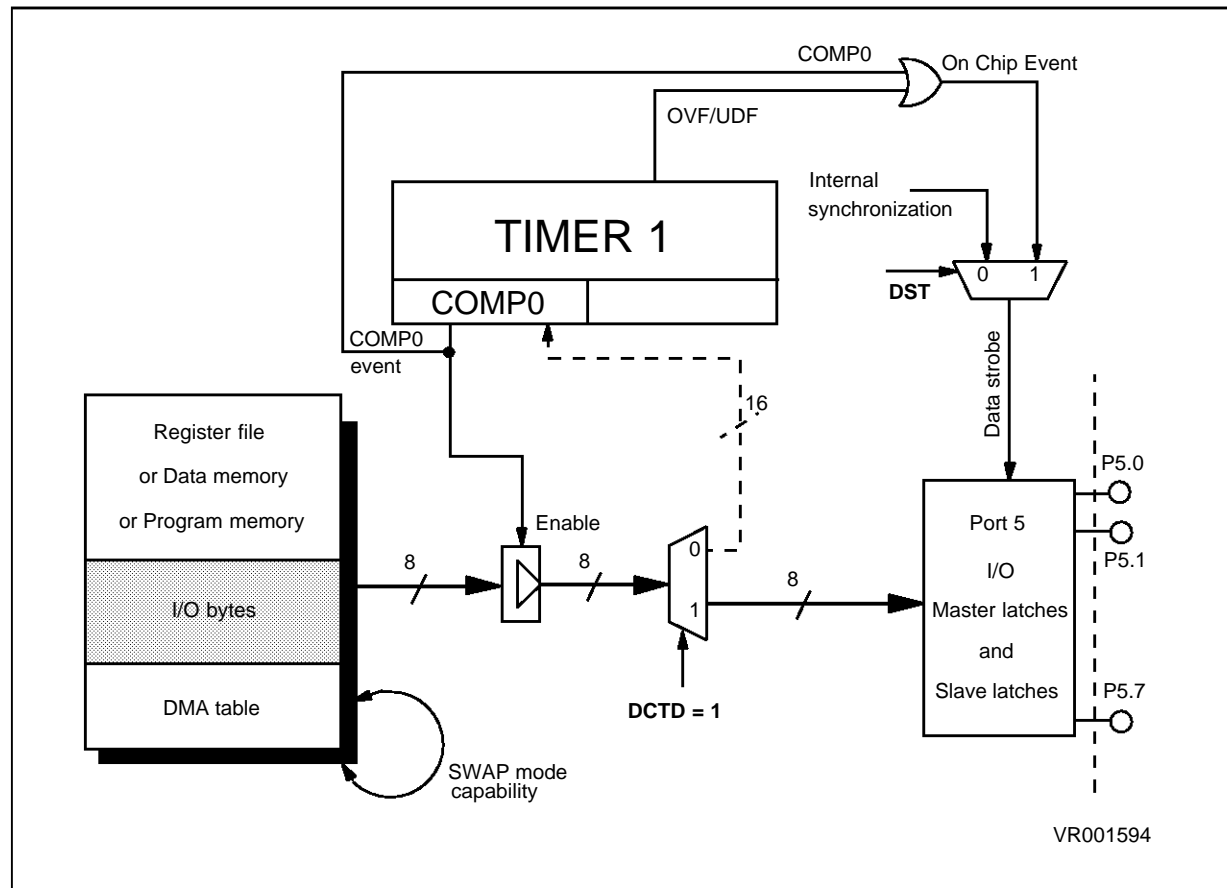 COMP0
On Chip Event
OVF/UDF
Internal
synchronization
TIMER 1
0 1
DST
COMP0
COMP0
event
Data strobe
16
Register file
or Data memory
or Program memory
Enable
P5.0
Port 5
P5.1
8
8
0
8
I/O
I/O bytes
1
Master latches
and
DMA table
DCTD = 1
Slave latches
P5.7
SWAP mode
capability
VR001594